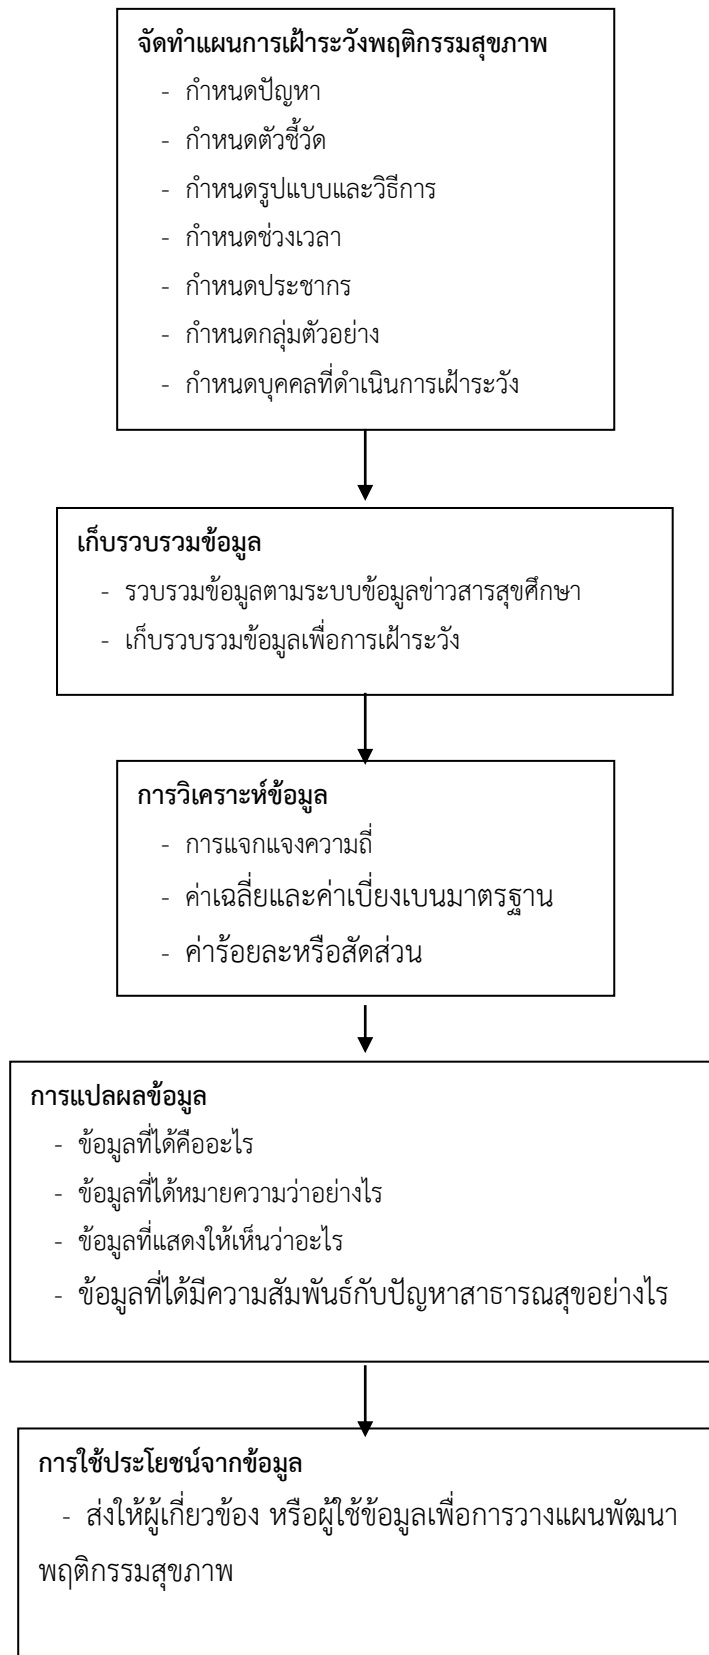 จัดทำแผนการเฝ้าระวังพฤติกรรมสุขภาพ
- กำหนดปัญหา
- กำหนดตัวชี้วัด
- กำหนดรูปแบบและวิธีการ
- กำหนดช่วงเวลา
- กำหนดประชากร
- กำหนดกลุ่มตัวอย่าง
- กำหนดบุคคลที่ดำเนินการเฝ้าระวัง
เก็บรวบรวมข้อมูล
- รวบรวมข้อมูลตามระบบข้อมูลข่าวสารสุขศึกษา
- เก็บรวบรวมข้อมูลเพื่อการเฝ้าระวัง
การวิเคราะห์ข้อมูล
- การแจกแจงความถี่
- ค่าเฉลี่ยและค่าเบี่ยงเบนมาตรฐาน
- ค่าร้อยละหรือสัดส่วน
การแปลผลข้อมูล
- ข้อมูลที่ได้คืออะไร
- ข้อมูลที่ได้หมายความว่าอย่างไร
- ข้อมูลที่แสดงให้เห็นว่าอะไร
- ข้อมูลที่ได้มีความสัมพันธ์กับปัญหาสาธารณสุขอย่างไร
การใช้ประโยชน์จากข้อมูล
- ส่งให้ผู้เกี่ยวข้อง หรือผู้ใช้ข้อมูลเพื่อการวางแผนพัฒนา
พฤติกรรมสุขภาพ